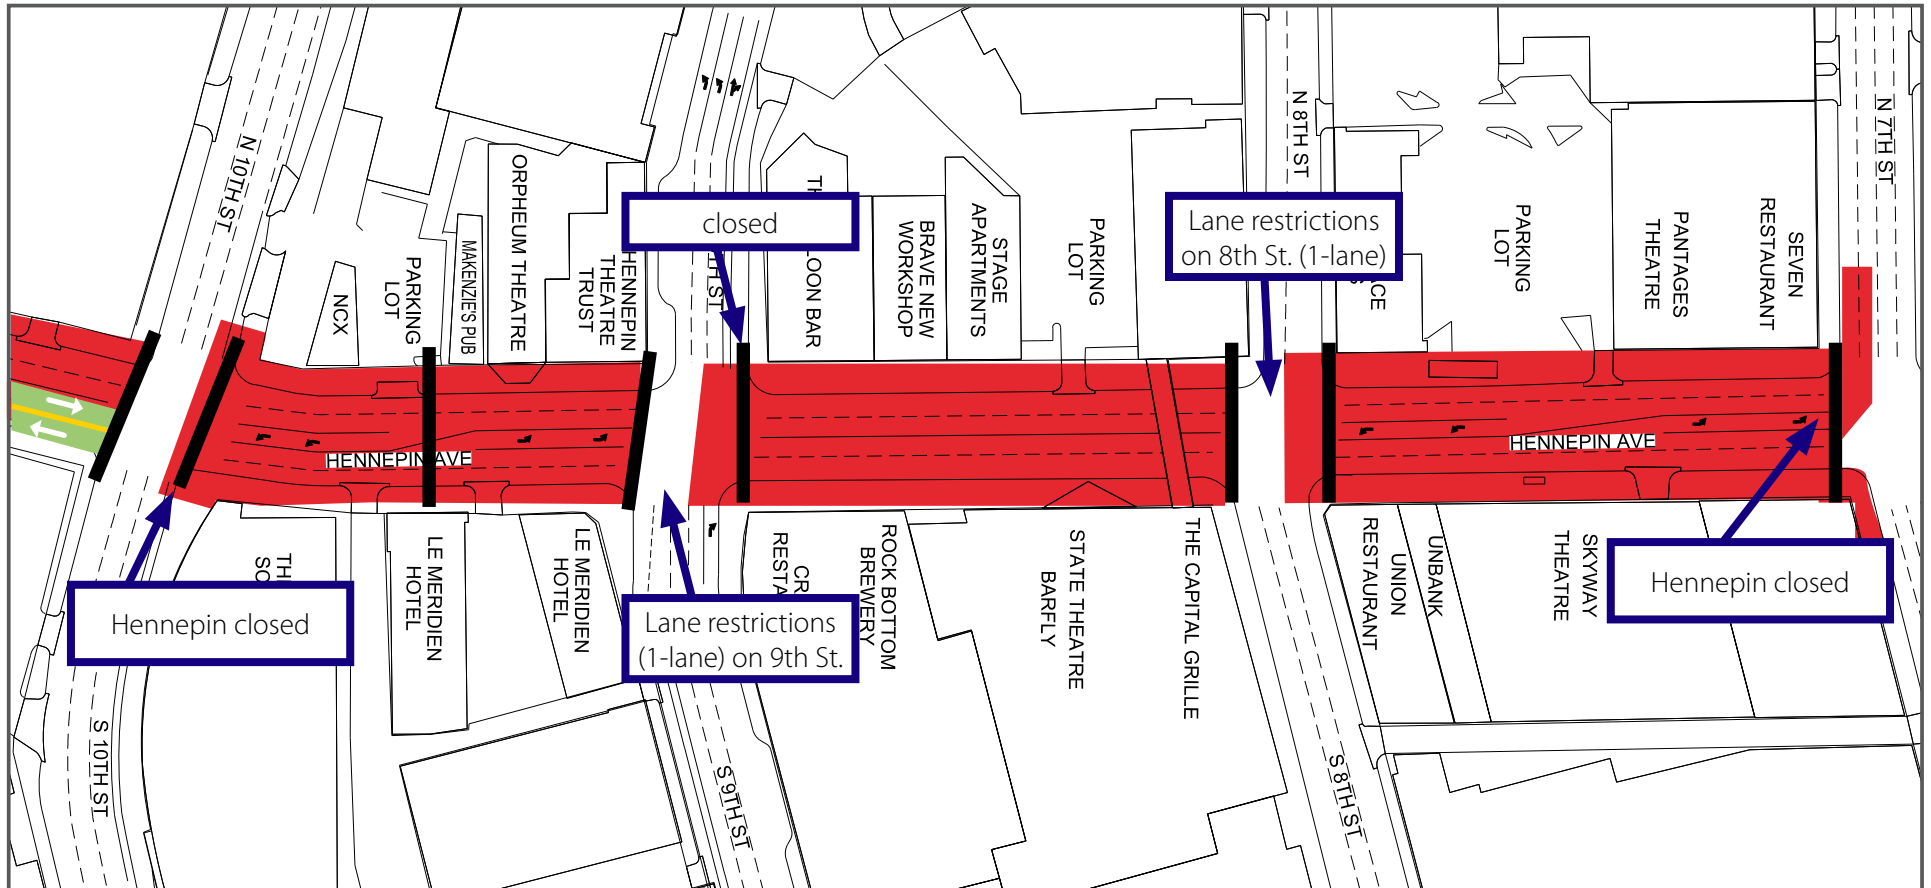 N 10TH ST
NCX
PARKING
LOT
MAKENZIE'S PUB
ORPHEUM THEATRE
HENNEPIN
THEATRE
TRUST
closed
LOON BAR
BRAVE NEW
WORKSHOP
STAGE
APARTMENTS
PARKING
LOT
N 8TH ST
Lane restrictions
on 8th St. (1-lane)
PARKING
LOT
PANTAGES
THEATRE
SEVEN
RESTAURANT
N 7TH ST
HENNEPIN AVE
HENNEPIN AVE
Hennepin closed
LE MERIDIEN
HOTEL
LE MERIDIEN
HOTEL
Lane restrictions
(1-lane) on 9th St.
ROCK BOTTOM
BREWERY
STATE THEATRE
BARFLY
THE CAPITAL GRILLE
UNION
RESTAURANT
UNBANK
SKYWAY
THEATRE
Hennepin closed
S 10TH ST
S 9TH ST
S 8TH ST